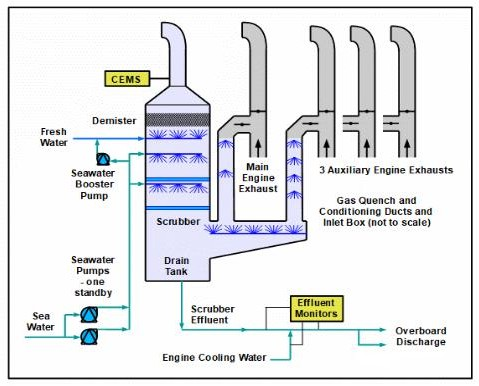 CEMS
Demister
Fresh
Water
Seawater
Booster
Pump
Main
Engine
Exhaust
3 Auxiliary Engine Exhausts
Gas Quench and
Conditioning Ducts and
Inlet Box (not to scale)
Scrubber
Seawater
Pumps
- one
standby
Drain
Tank
Sea
Water
Scrubber
Effluent
Effluent
Monitors
Overboard
Discharge
Engine Cooling Water